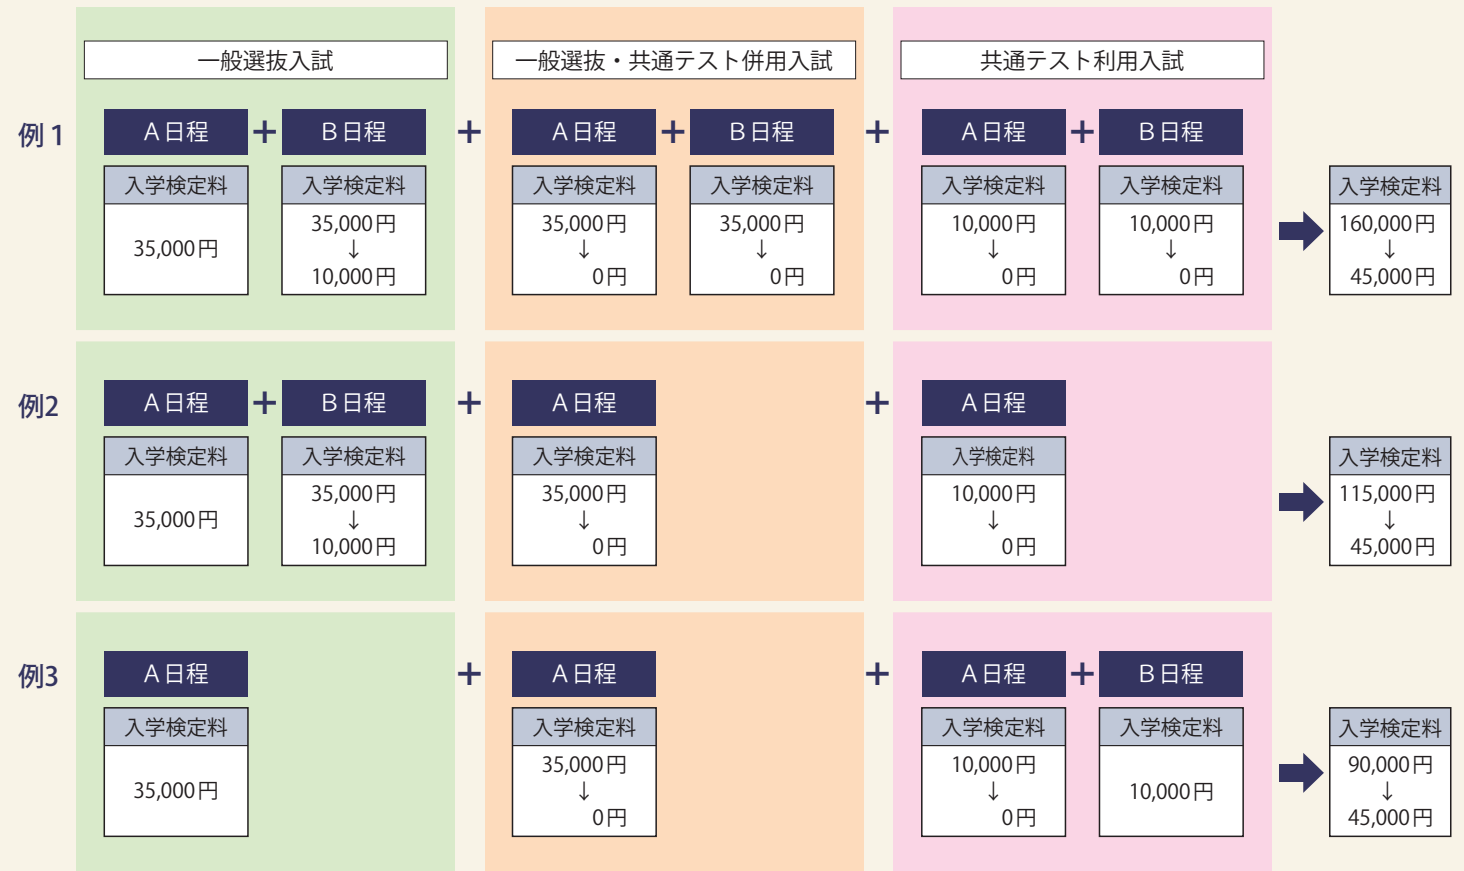 一般選抜入試
一般選抜・共通テスト併用入試
共通テスト利用入試
例 1
A日程 + B日程 + A日程 + B日程 + A日程 + B日程
入学検定料 入学検定料 入学検定料 入学検定料 入学検定料 入学検定料 入学検定料
35,000円
35,000円
↓
10,000円
35,000円
↓
0円
35,000円
↓
0円
10,000円
↓
0円
10,000円
↓
0円
160,000円
↓
45,000円
例2
A日程 + B日程 + A日程 + A日程
入学検定料 入学検定料 入学検定料 入学検定料 入学検定料
35,000円
35,000円
↓
10,000円
35,000円
↓
0円
10,000円
↓
0円
115,000円
↓
45,000円
例3
A日程 + A日程 + A日程 + B日程
入学検定料 入学検定料 入学検定料 入学検定料 入学検定料
35,000円
35,000円
↓
0円
10,000円
↓
0円
10,000円
90,000円
↓
45,000円